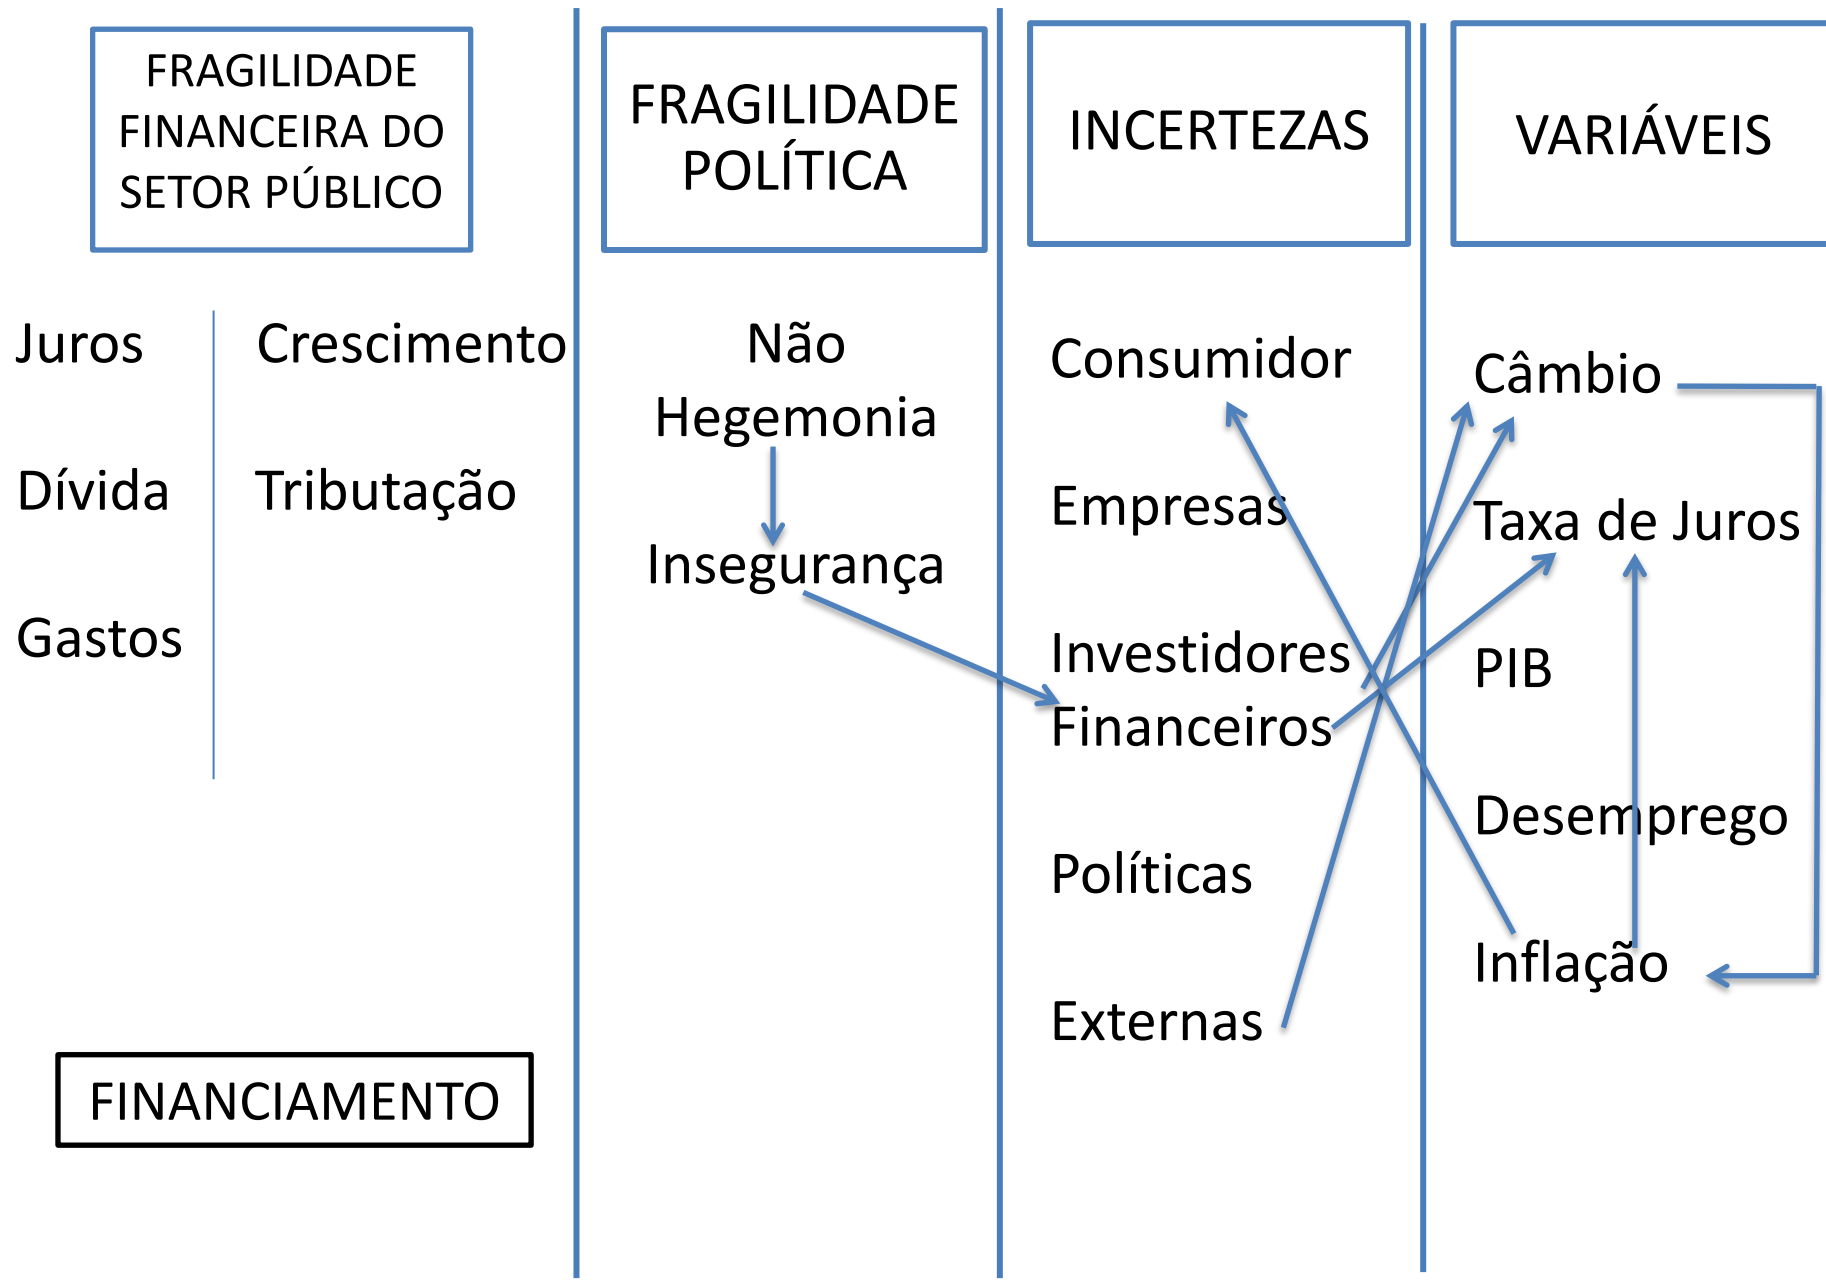 FRAGILIDADE
FINANCEIRA DO
SETOR PÚBLICO
Juros
Dívida
Gastos
Crescimento
Tributação
FINANCIAMENTO
FRAGILIDADE
POLÍTICA
Não
Hegemonia
Insegurança
INCERTEZAS
Consumidor
Empresas
Investidores
Financeiros
Políticas
Externas
VARIÁVEIS
Câmbio
Taxa de Juros
PIB
Desemprego
Inflação